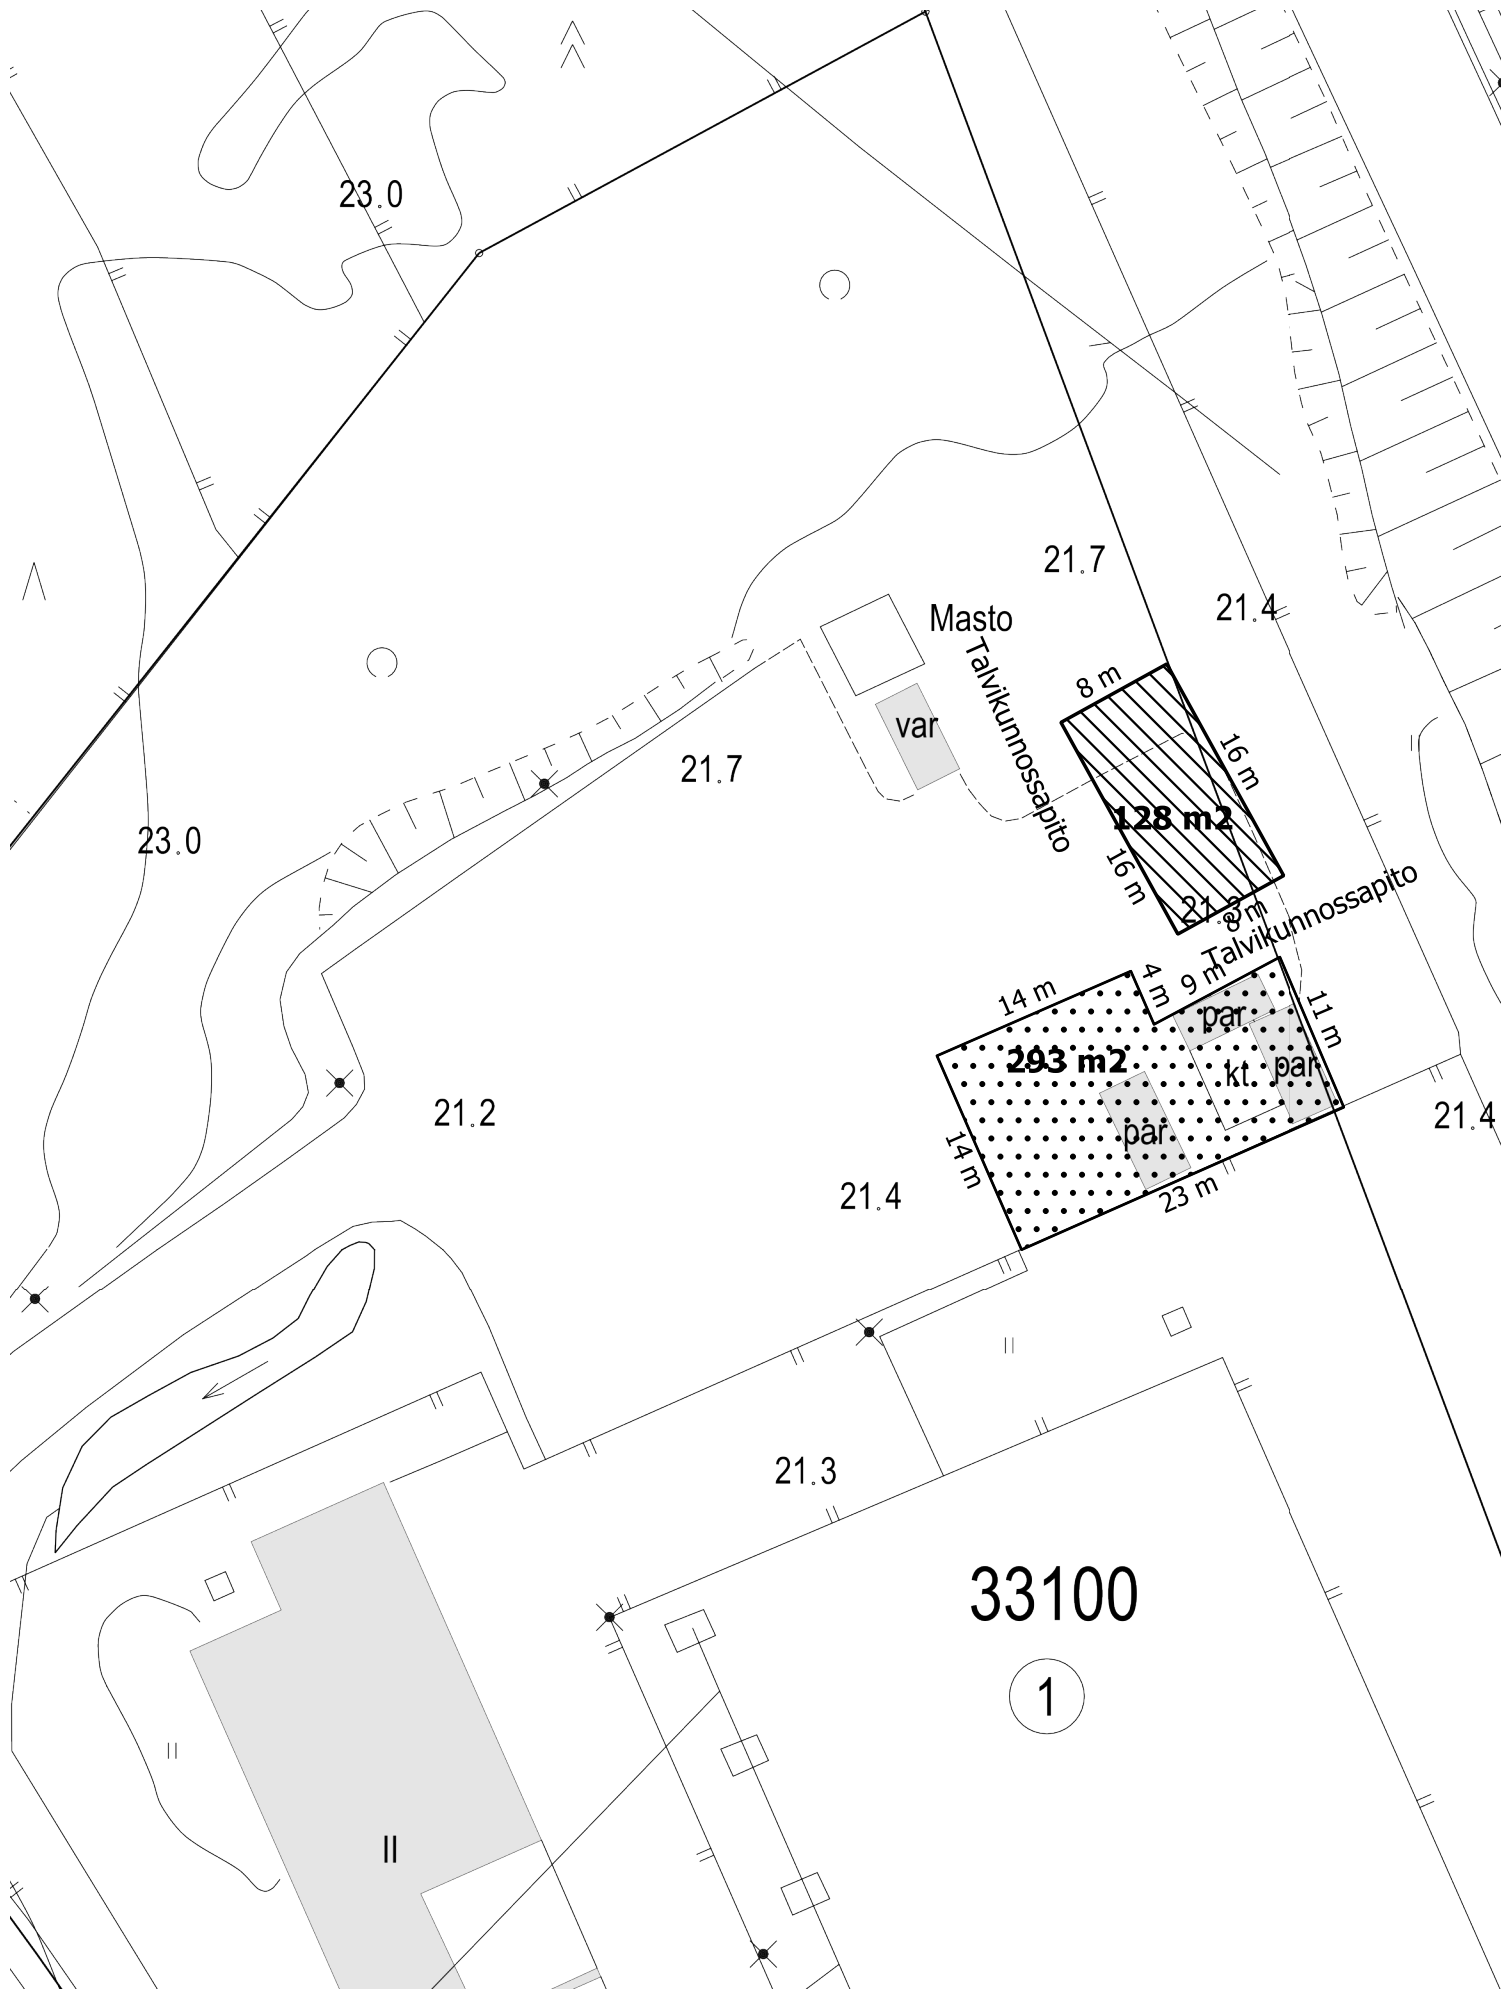 23.0
21.7
21.4
Masto
Talvikunnossapito
8 m
var
21.7
16 m
128 m2
23.0
16 m
Talvikunnossapito
21.3
8 m
4 m
9 m
14 m
11 m
par
293 m2
kt
par
21.2
21.4
par
14 m
23 m
21.4
21.3
33100
1
II